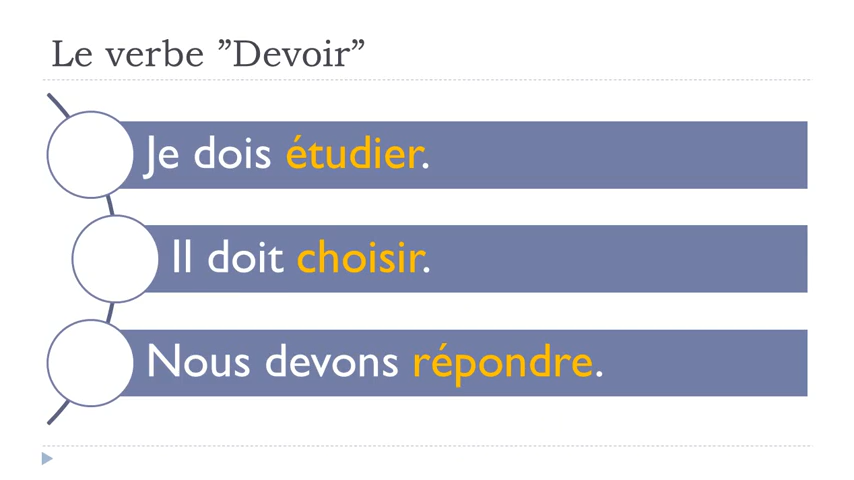 Le verbe ”Devoir”
Je dois étudier.
Il doit choisir.
Nous devons répondre.